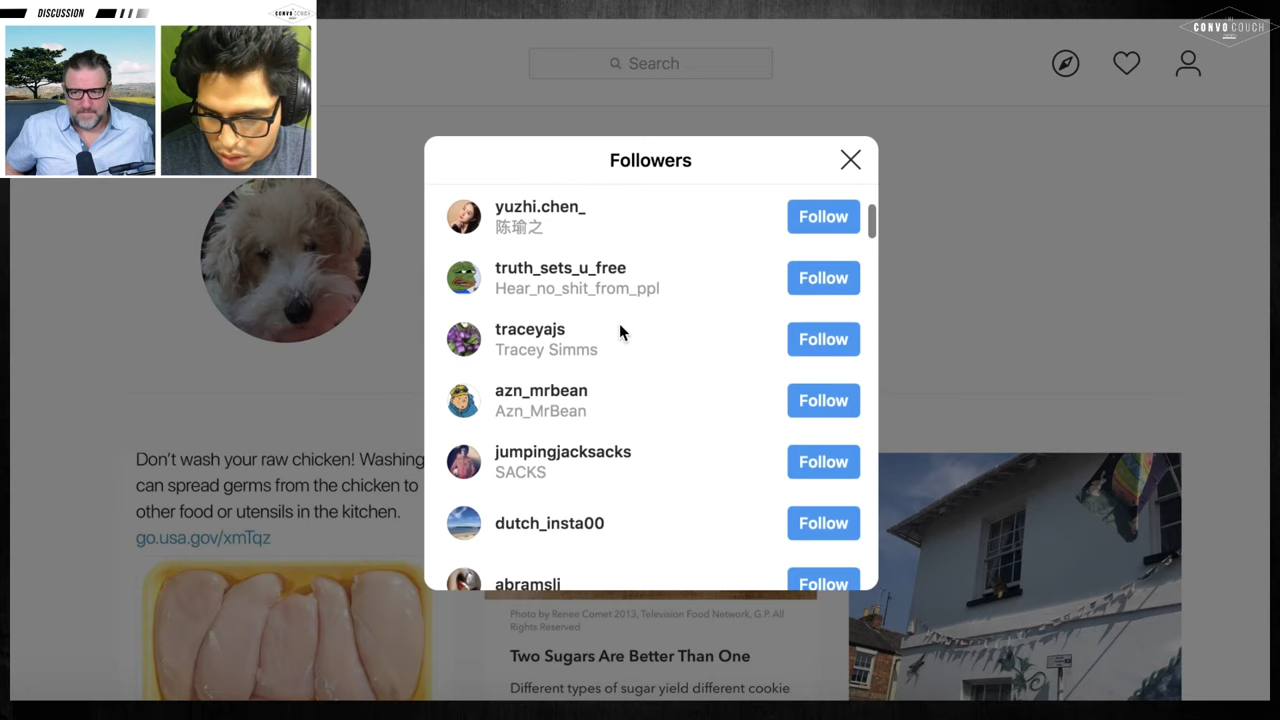 DISCUSSION
CONVO COUCH
THE
CONVO COUCH
Search
Followers
yuzhi.chen_
陈瑜之
Follow
truth_sets_u_free
Hear_no_shit_from_ppl
Follow
traceyajs
Tracey Simms
Follow
azn_mrbean
Azn_MrBean
Follow
jumpingjacksacks
SACKS
Follow
dutch_insta00
Follow
abramsli
Follow
Don't wash your raw chicken! Washing
can spread germs from the chicken to
other food or utensils in the kitchen.
go.usa.gov/xmTqz
Photo by Renee Comet 2013, Television Food Network, G.P. All
Rights Reserved
Two Sugars Are Better Than One
Different types of sugar yield different cookie